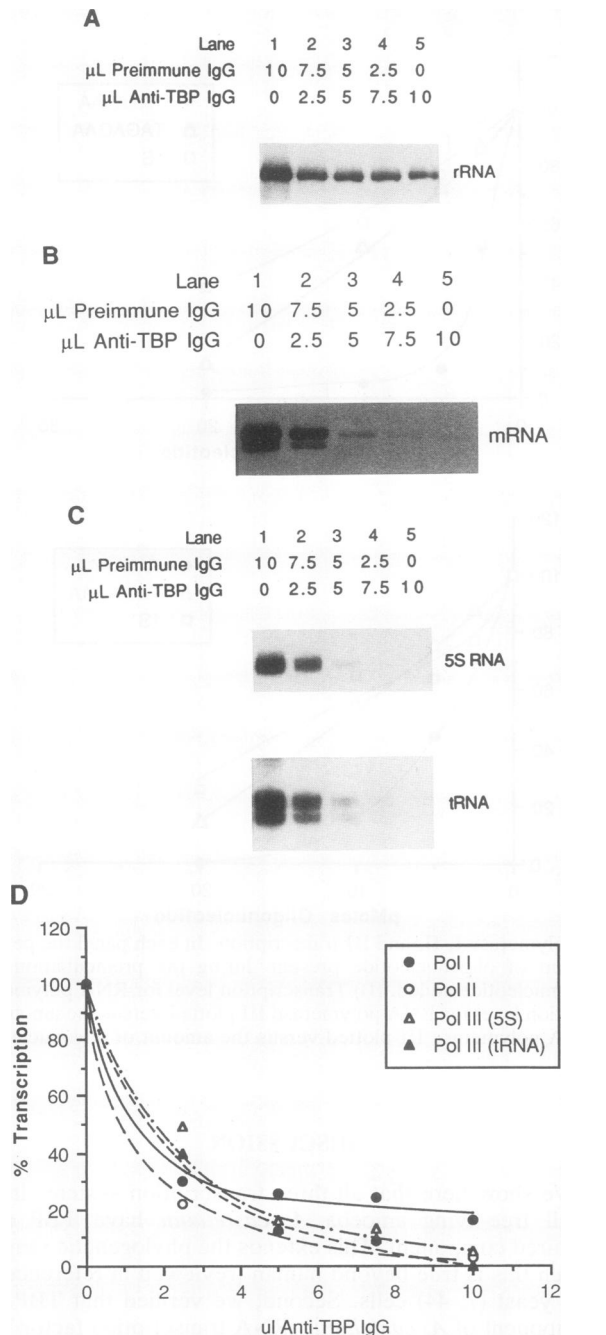 A
Lane 1 2 3 4 5
µL Preimmune IgG 10 7.5 5 2.5 0
µL Anti-TBP IgG 0 2.5 5 7.5 10
rRNA
B
Lane 1 2 3 4 5
µL Preimmune IgG 10 7.5 5 2.5 0
µL Anti-TBP IgG 0 2.5 5 7.5 10
mRNA
C
Lane 1 2 3 4 5
µL Preimmune IgG 10 7.5 5 2.5 0
µL Anti-TBP IgG 0 2.5 5 7.5 10
5S RNA
tRNA
D
% Transcription
120
100
80
60
40
20
0
Pol I
Pol II
Pol III (5S)
Pol III (tRNA)
0 2 4 6 8 10 12
ul Anti-TBP IgG